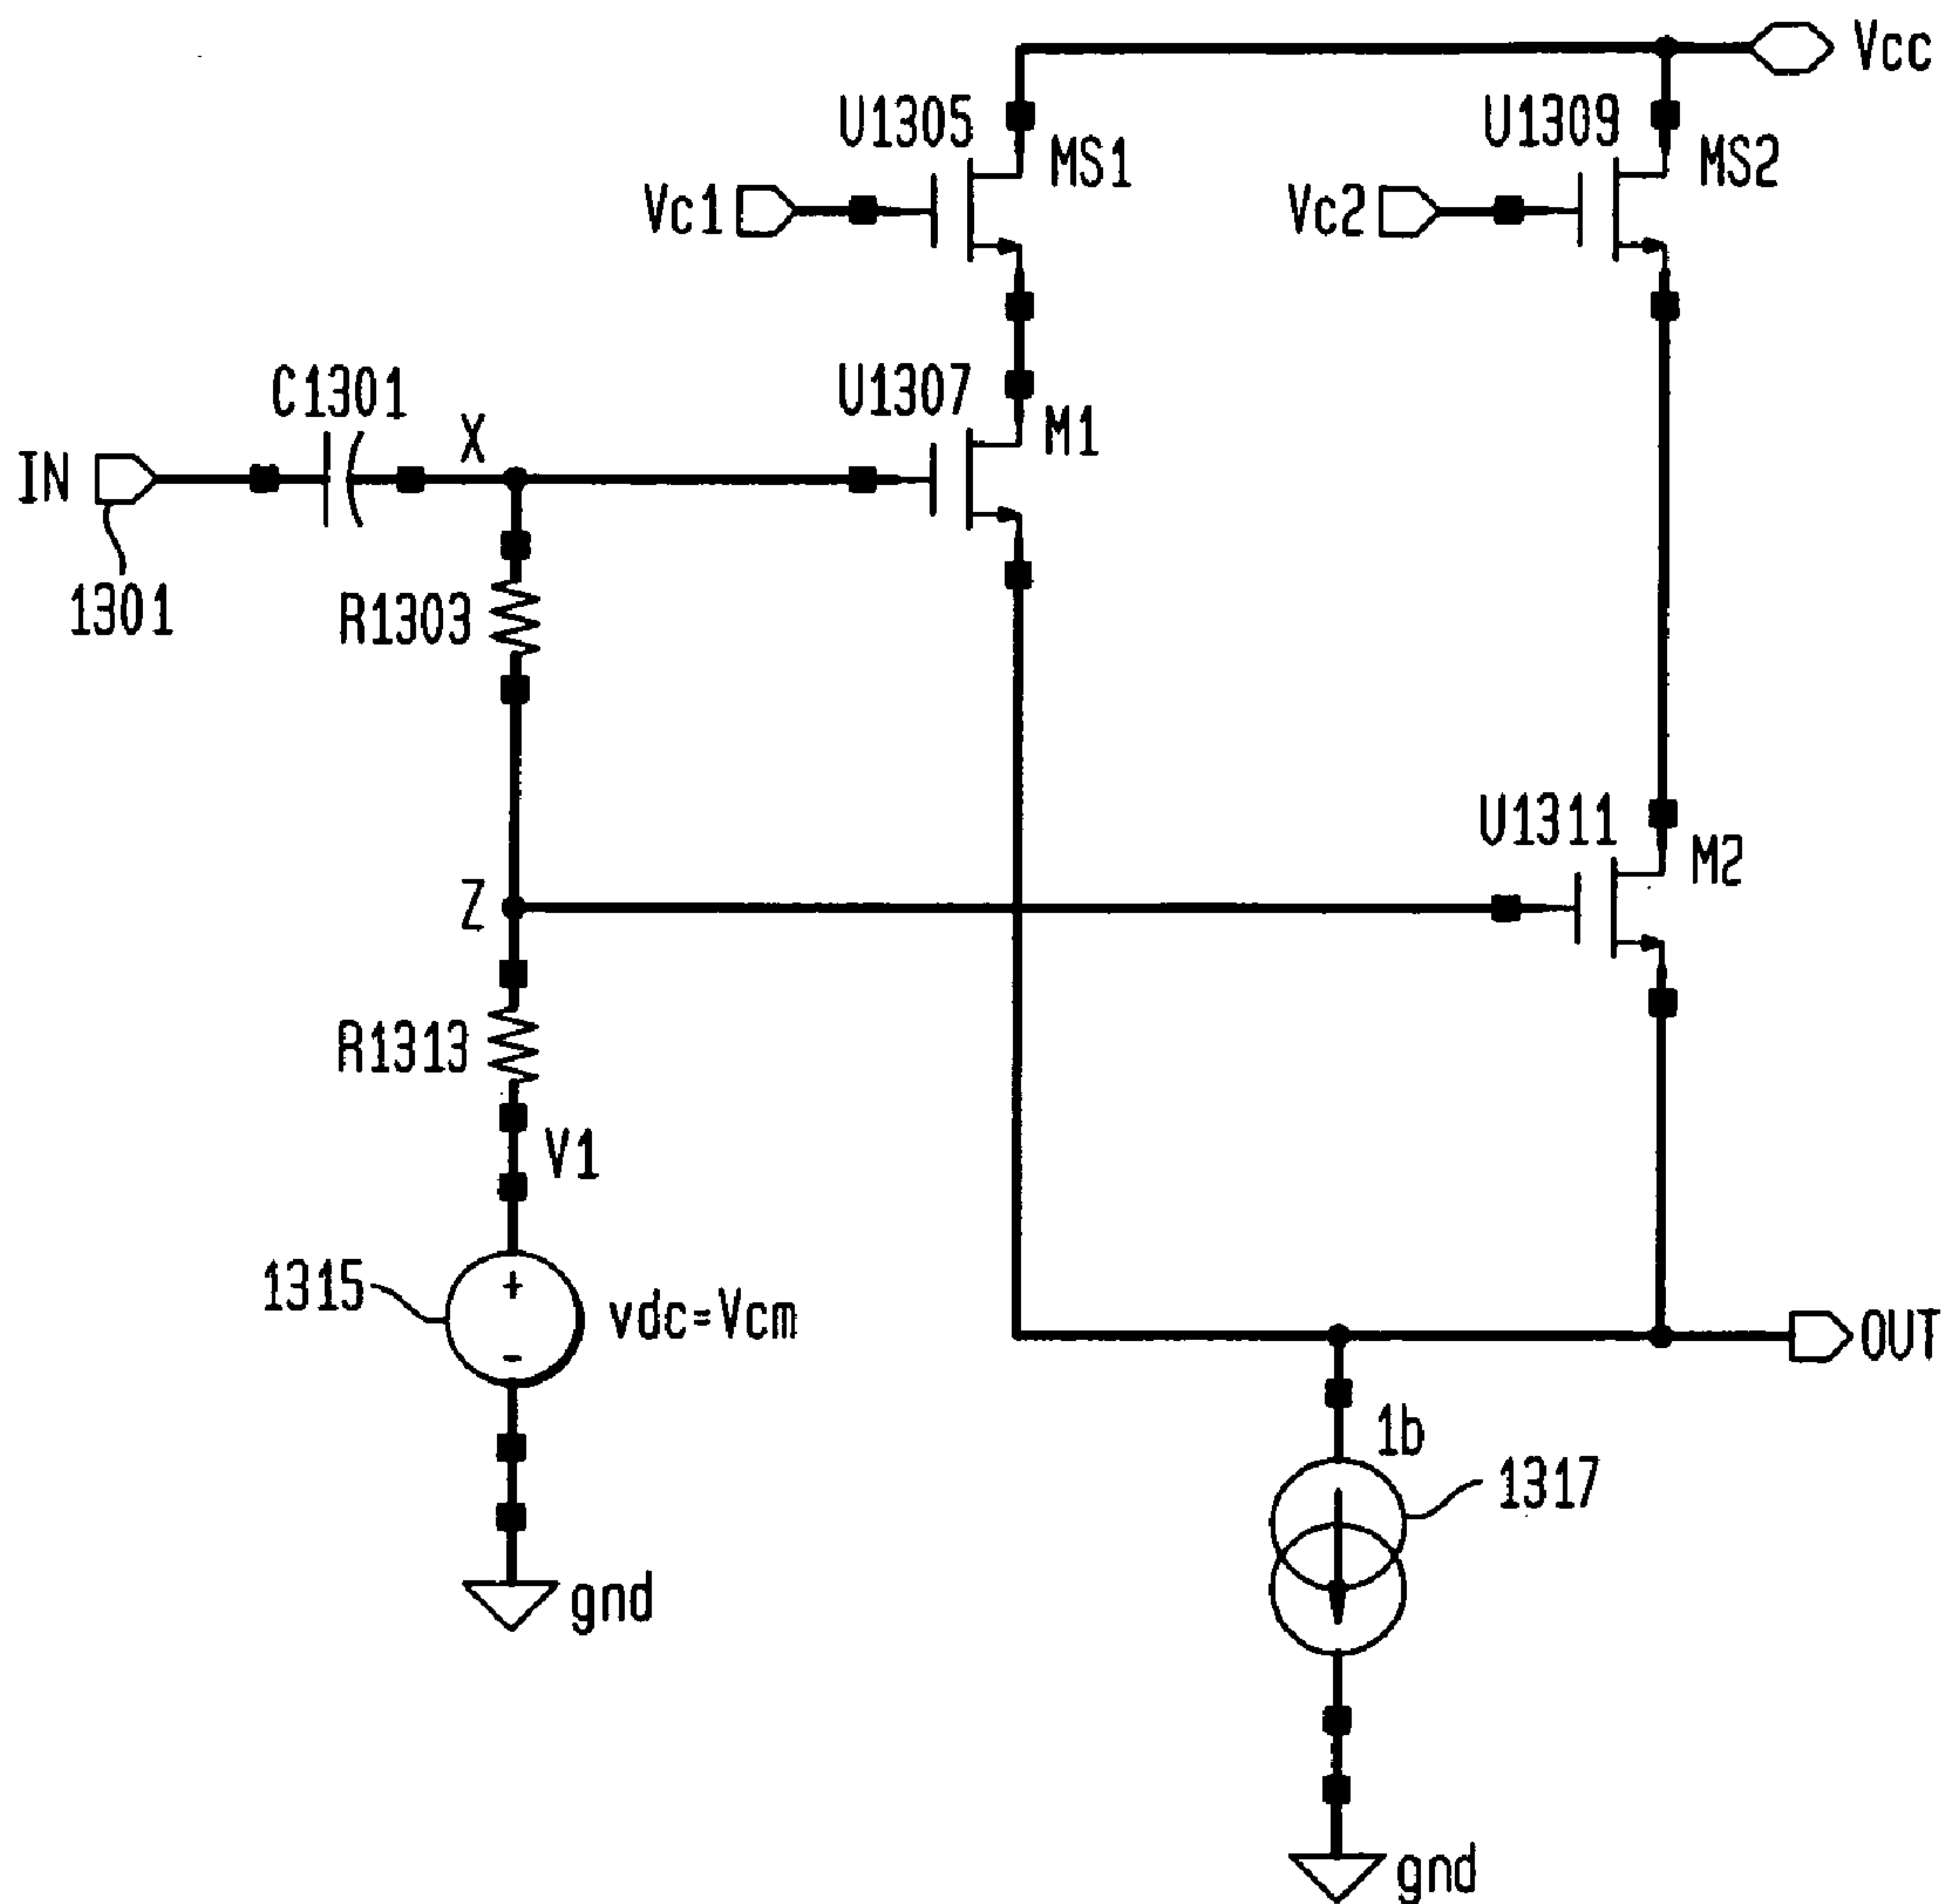 Vcc
U1305
MS1
Vc1
U1309
MS2
Vc2
C1301
X
IN
1301
U1307
M1
R1303
Z
U1311
M2
R1313
V1
1315
+
-
vdc=Vcm
gnd
OUT
1b
1317
gnd